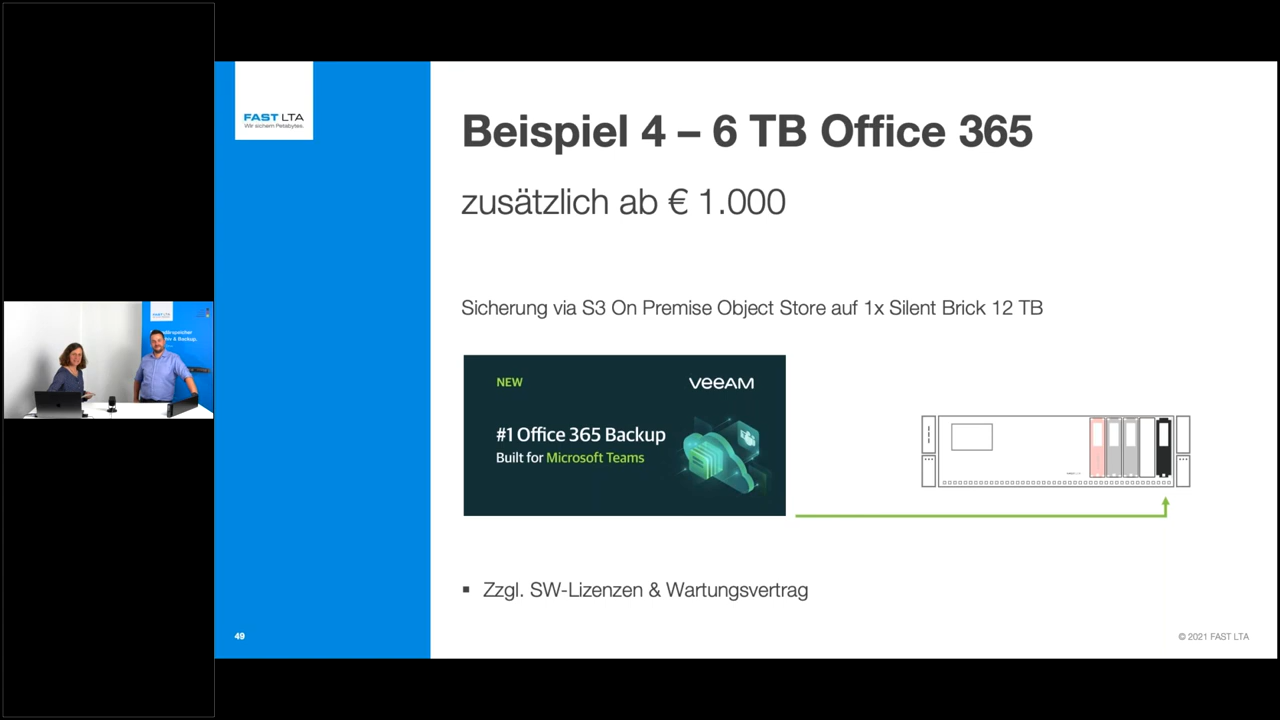 FAST LTA
Wir sichern Petabytes.
Beispiel 4 – 6 TB Office 365
zusätzlich ab € 1.000
Sicherung via S3 On Premise Object Store auf 1x Silent Brick 12 TB
NEW
veeAM
#1 Office 365 Backup
Built for Microsoft Teams
▪ Zzgl. SW-Lizenzen & Wartungsvertrag
49
© 2021 FAST LTA